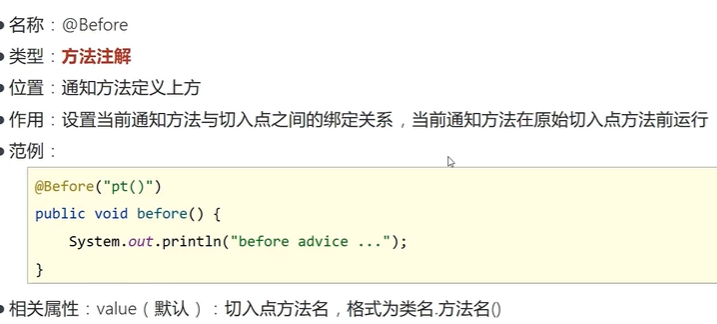 名称：@Before
类型：方法注解
位置：通知方法定义上方
作用：设置当前通知方法与切入点之间的绑定关系，当前通知方法在原始切入点方法前运行
范例：
@Before("pt()")
public void before() {
    System.out.println("before advice ...");
}
相关属性：value（默认）：切入点方法名，格式为类名.方法名()